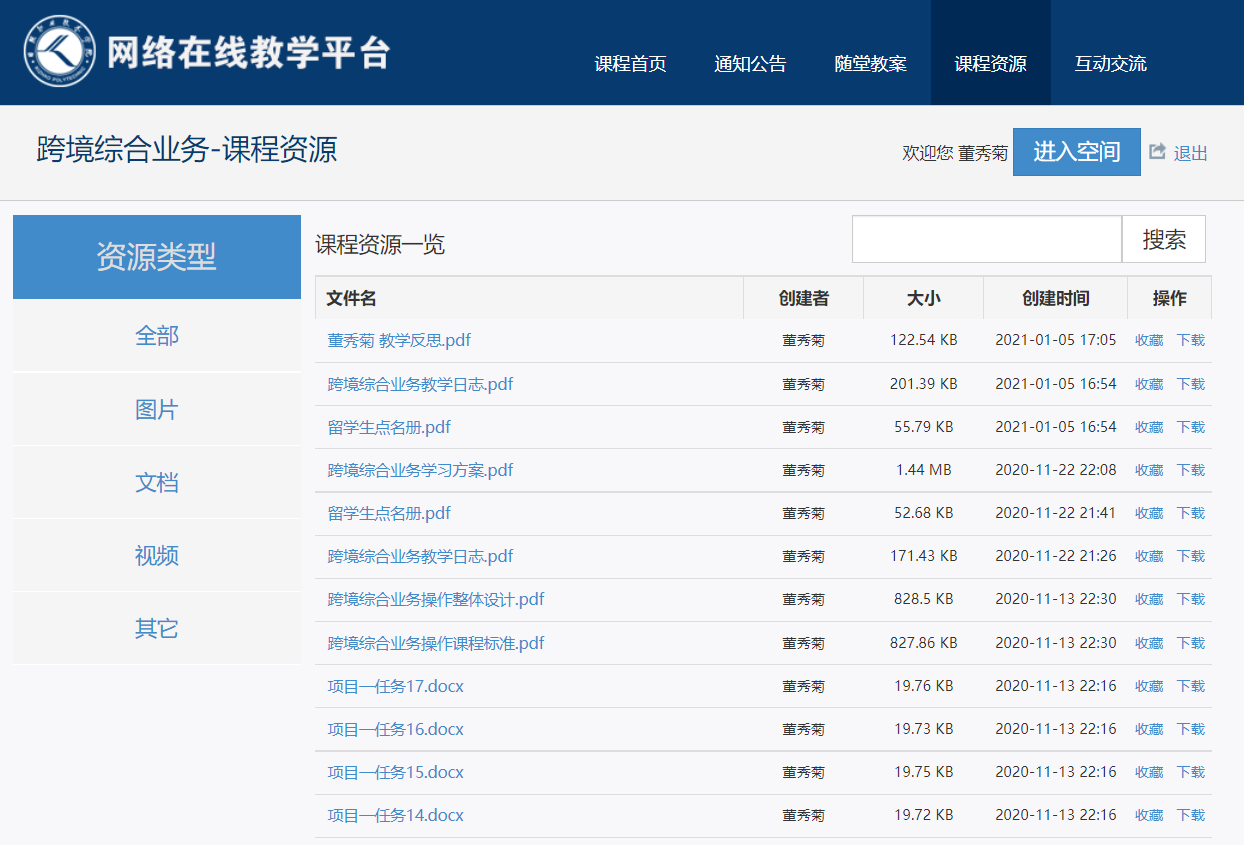 网络在线教学平台
课程首页 通知公告 随堂教案 课程资源 互动交流
跨境综合业务-课程资源
欢迎您 董秀菊 进入空间 退出
资源类型
全部
图片
文档
视频
其它
课程资源一览 搜索
文件名 创建者 大小 创建时间 操作
董秀菊 教学反思.pdf 董秀菊 122.54 KB 2021-01-05 17:05 收藏 下载
跨境综合业务教学日志.pdf 董秀菊 201.39 KB 2021-01-05 16:54 收藏 下载
留学生点名册.pdf 董秀菊 55.79 KB 2021-01-05 16:54 收藏 下载
跨境综合业务学习方案.pdf 董秀菊 1.44 MB 2020-11-22 22:08 收藏 下载
留学生点名册.pdf 董秀菊 52.68 KB 2020-11-22 21:41 收藏 下载
跨境综合业务教学日志.pdf 董秀菊 171.43 KB 2020-11-22 21:26 收藏 下载
跨境综合业务操作整体设计.pdf 董秀菊 828.5 KB 2020-11-13 22:30 收藏 下载
跨境综合业务操作课程标准.pdf 董秀菊 827.86 KB 2020-11-13 22:30 收藏 下载
项目一任务17.docx 董秀菊 19.76 KB 2020-11-13 22:16 收藏 下载
项目一任务16.docx 董秀菊 19.73 KB 2020-11-13 22:16 收藏 下载
项目一任务15.docx 董秀菊 19.75 KB 2020-11-13 22:16 收藏 下载
项目一任务14.docx 董秀菊 19.72 KB 2020-11-13 22:16 收藏 下载